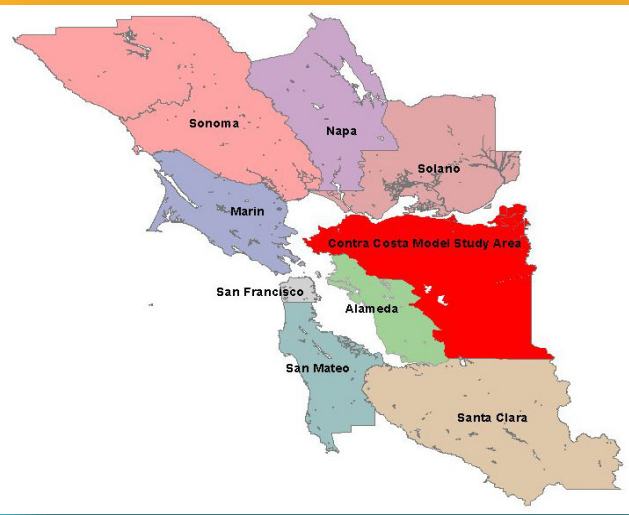 Sonoma
Napa
Solano
Marin
Contra Costa Model Study Area
San Francisco
Alameda
San Mateo
Santa Clara